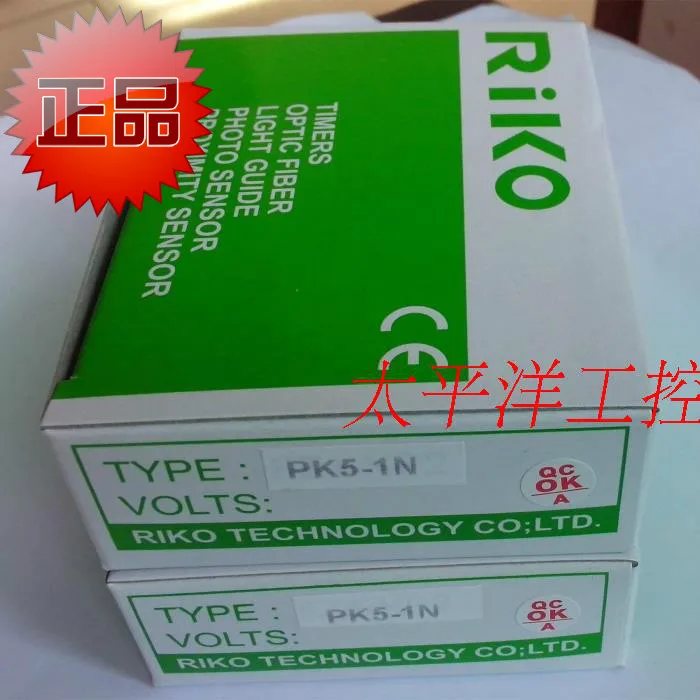 正品
RiKO
TIMERS
OPTIC FIBER
LIGHT GUIDE
PHOTO SENSOR
PROXIMITY SENSOR
CE
太平洋工控
TYPE : PK5-1N
VOLTS:
QC
OK
A
RIKO TECHNOLOGY CO;LTD.
TYPE : PK5-1N
VOLTS:
QC
OK
A
RIKO TECHNOLOGY CO;LTD.